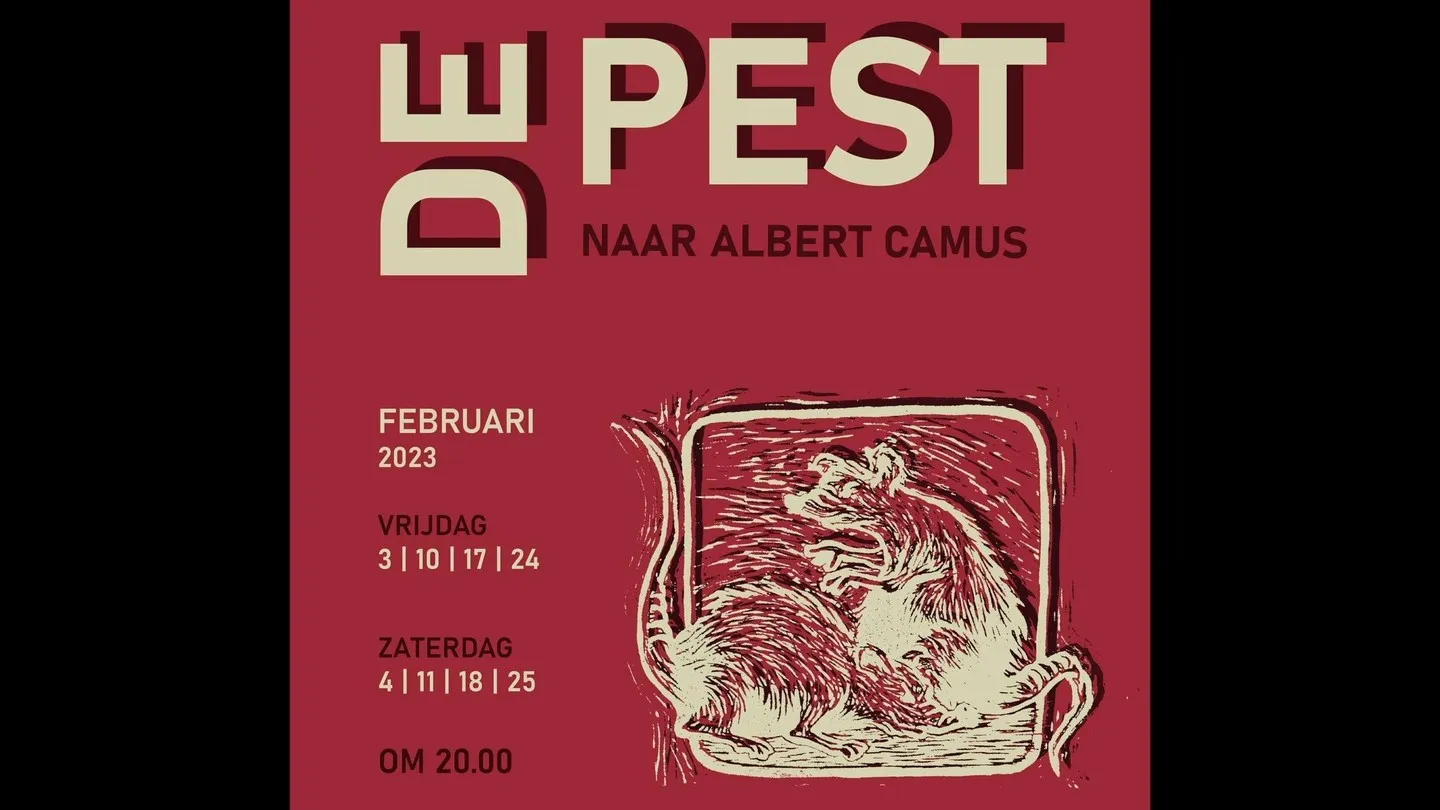 DE PEST
NAAR ALBERT CAMUS
FEBRUARI
2023
VRIJDAG
3 | 10 | 17 | 24
ZATERDAG
4 | 11 | 18 | 25
OM 20.00